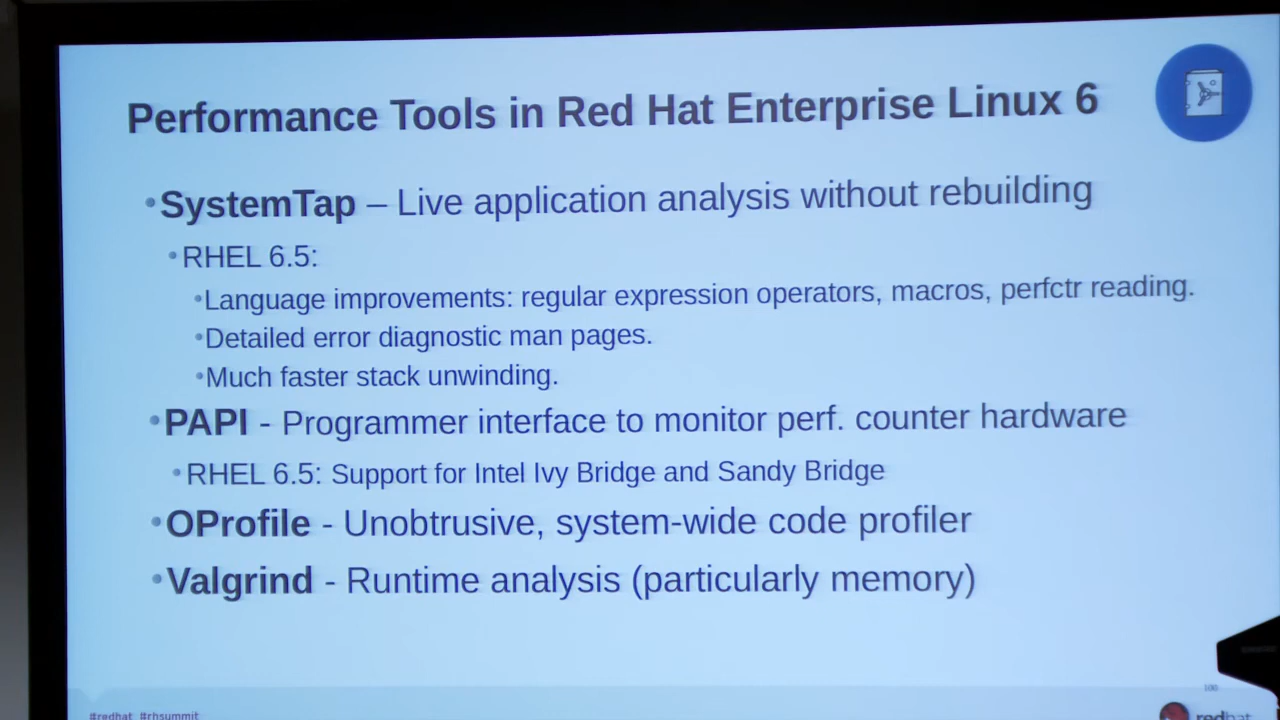 Performance Tools in Red Hat Enterprise Linux 6
•SystemTap – Live application analysis without rebuilding
•RHEL 6.5:
•Language improvements: regular expression operators, macros, perfctr reading.
•Detailed error diagnostic man pages.
•Much faster stack unwinding.
•PAPI - Programmer interface to monitor perf. counter hardware
•RHEL 6.5: Support for Intel Ivy Bridge and Sandy Bridge
•OProfile - Unobtrusive, system-wide code profiler
•Valgrind - Runtime analysis (particularly memory)
100
#redhat #rhsummit
redhat